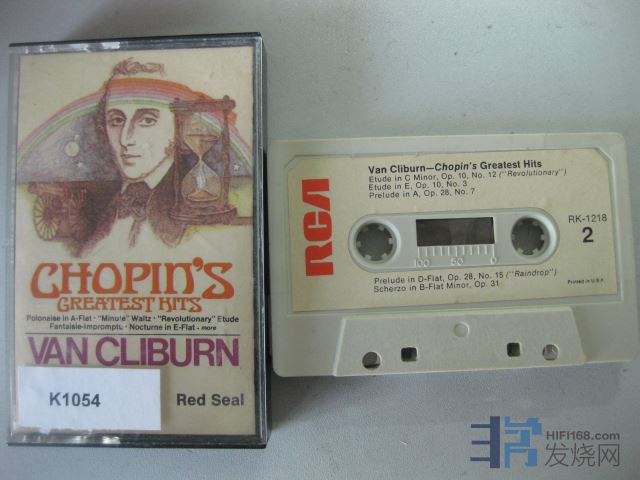 CHOPIN'S
GREATEST HITS
Polonaise in A-Flat • "Minute" Waltz • "Revolutionary" Etude
Fantaisie-Impromptu • Nocturne in E-Flat • more
VAN CLIBURN
K1054
Red Seal
RCA
Van Cliburn—Chopin's Greatest Hits
Etude in C Minor, Op. 10, No. 12 ("Revolutionary")
Etude in E, Op. 10, No. 3
Prelude in A, Op. 28, No. 7
RK-1218
2
100 50 0
Prelude in D-Flat, Op. 28, No. 15 ("Raindrop")
Scherzo in B-Flat Minor, Op. 31
Printed in U.S.A.
HIFI168.com
发烧网